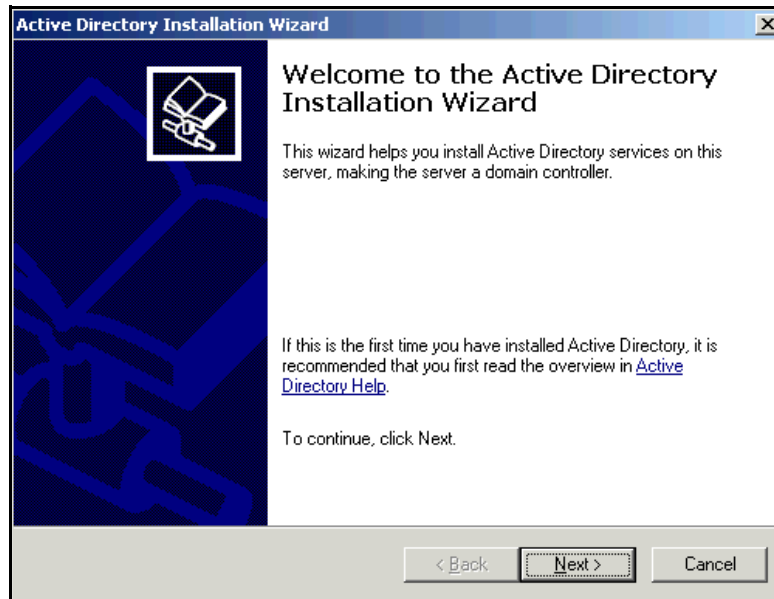 Active Directory Installation Wizard
Welcome to the Active Directory
Installation Wizard
This wizard helps you install Active Directory services on this
server, making the server a domain controller.
If this is the first time you have installed Active Directory, it is
recommended that you first read the overview in Active
Directory Help.
To continue, click Next.
< Back
Next >
Cancel